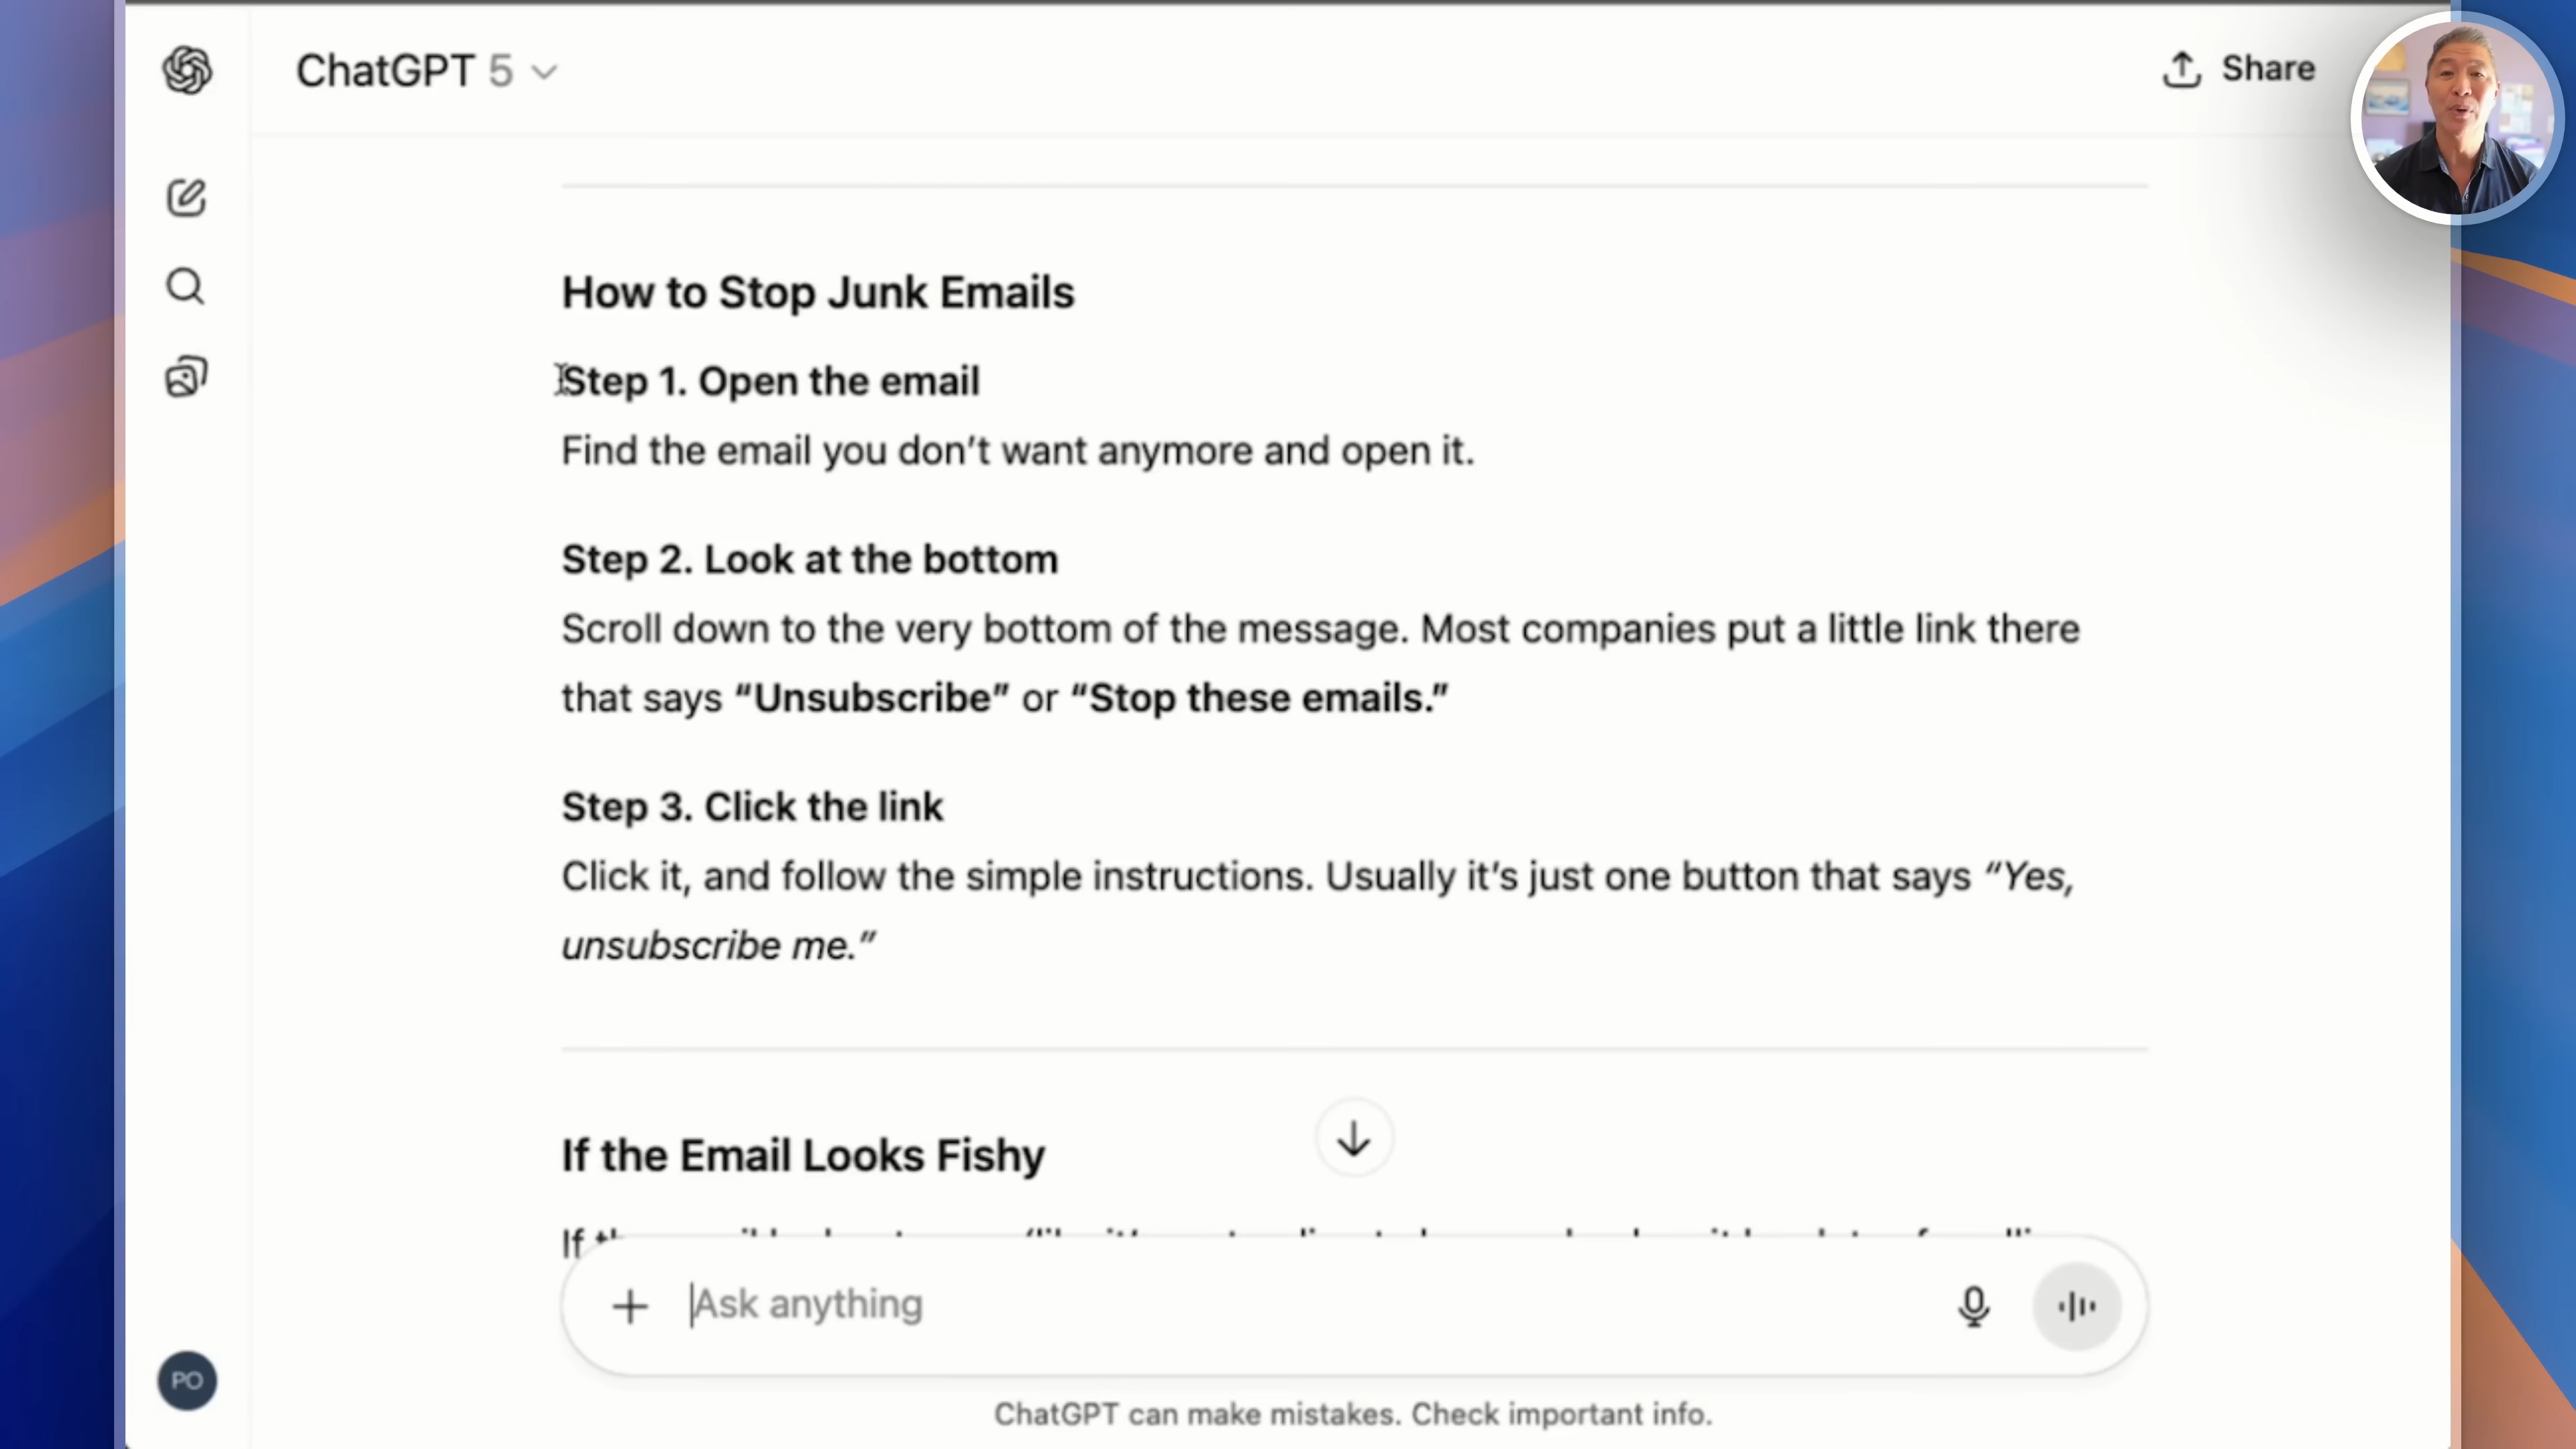 ChatGPT 5
Share
How to Stop Junk Emails
Step 1. Open the email
Find the email you don’t want anymore and open it.
Step 2. Look at the bottom
Scroll down to the very bottom of the message. Most companies put a little link there
that says “Unsubscribe” or “Stop these emails.”
Step 3. Click the link
Click it, and follow the simple instructions. Usually it’s just one button that says “Yes,
unsubscribe me.”
If the Email Looks Fishy
If
Ask anything
PO
ChatGPT can make mistakes. Check important info.